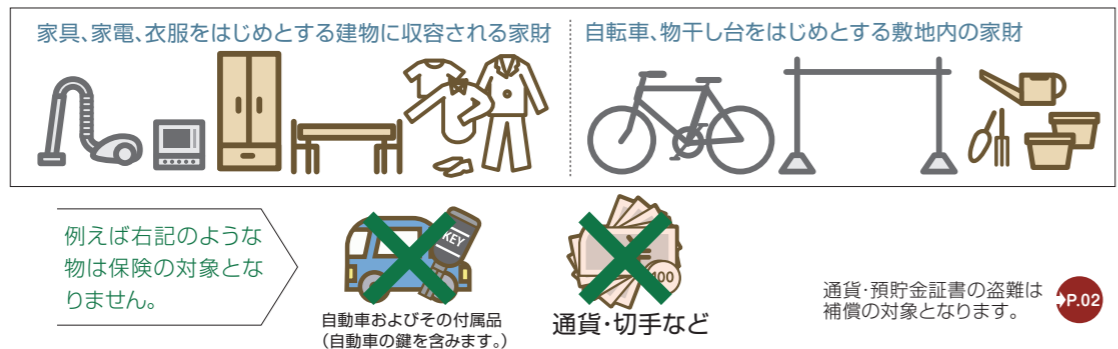 家具、家電、衣服をはじめとする建物に収容される家財
自転車、物干し台をはじめとする敷地内の家財
例えば右記のような
物は保険の対象とな
りません。
KEY
自動車およびその付属品
(自動車の鍵を含みます。)
¥
100
通貨・切手など
通貨・預貯金証書の盗難は
補償の対象となります。
P.02